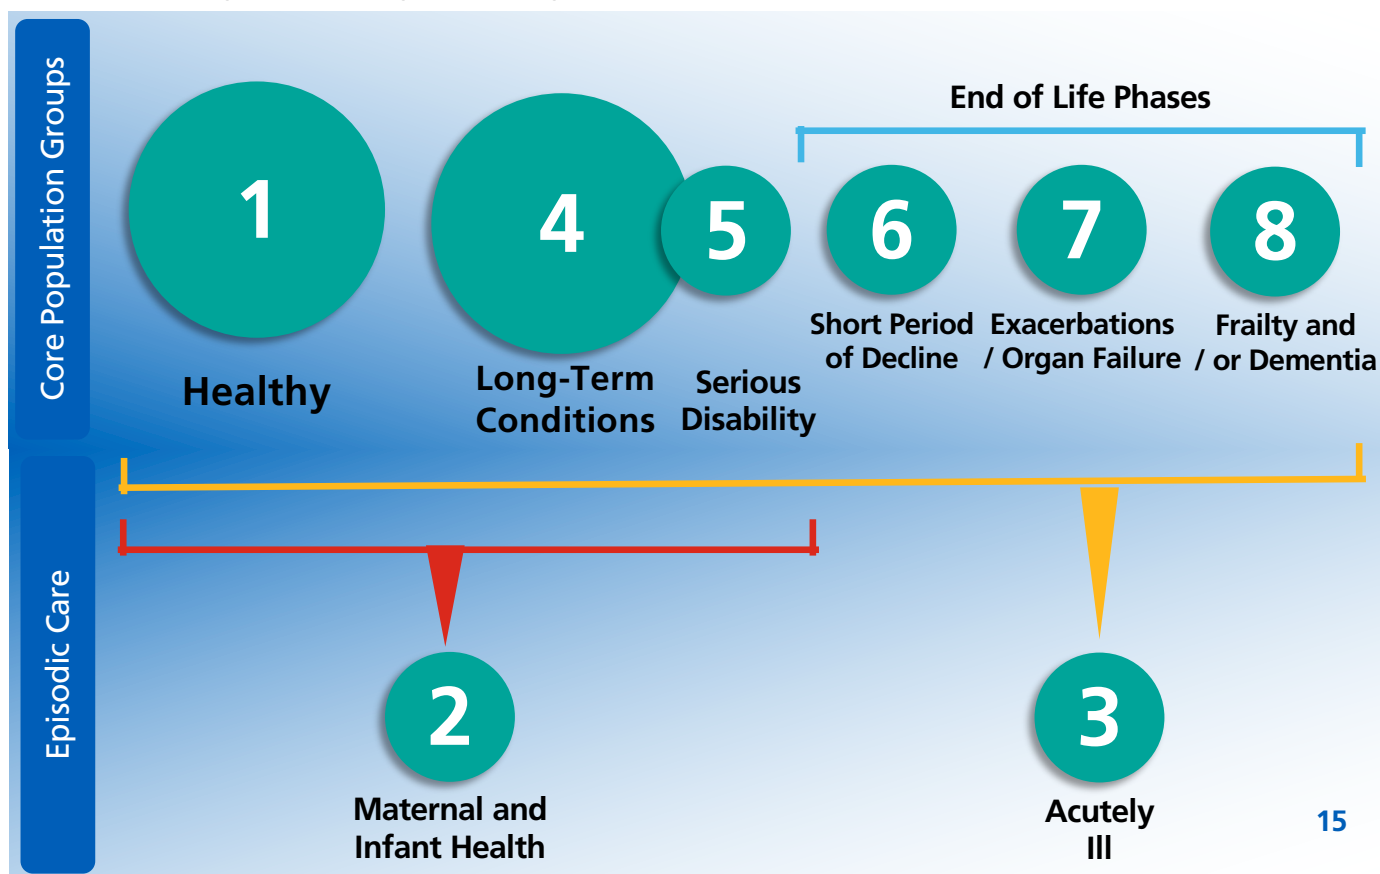 Core Population Groups
End of Life Phases
1
4
5
6
7
8
Healthy
Long-Term
Conditions
Serious
Disability
Short Period
of Decline
Exacerbations
/ Organ Failure
Frailty and
/ or Dementia
Episodic Care
2
3
Maternal and
Infant Health
Acutely
Ill
15